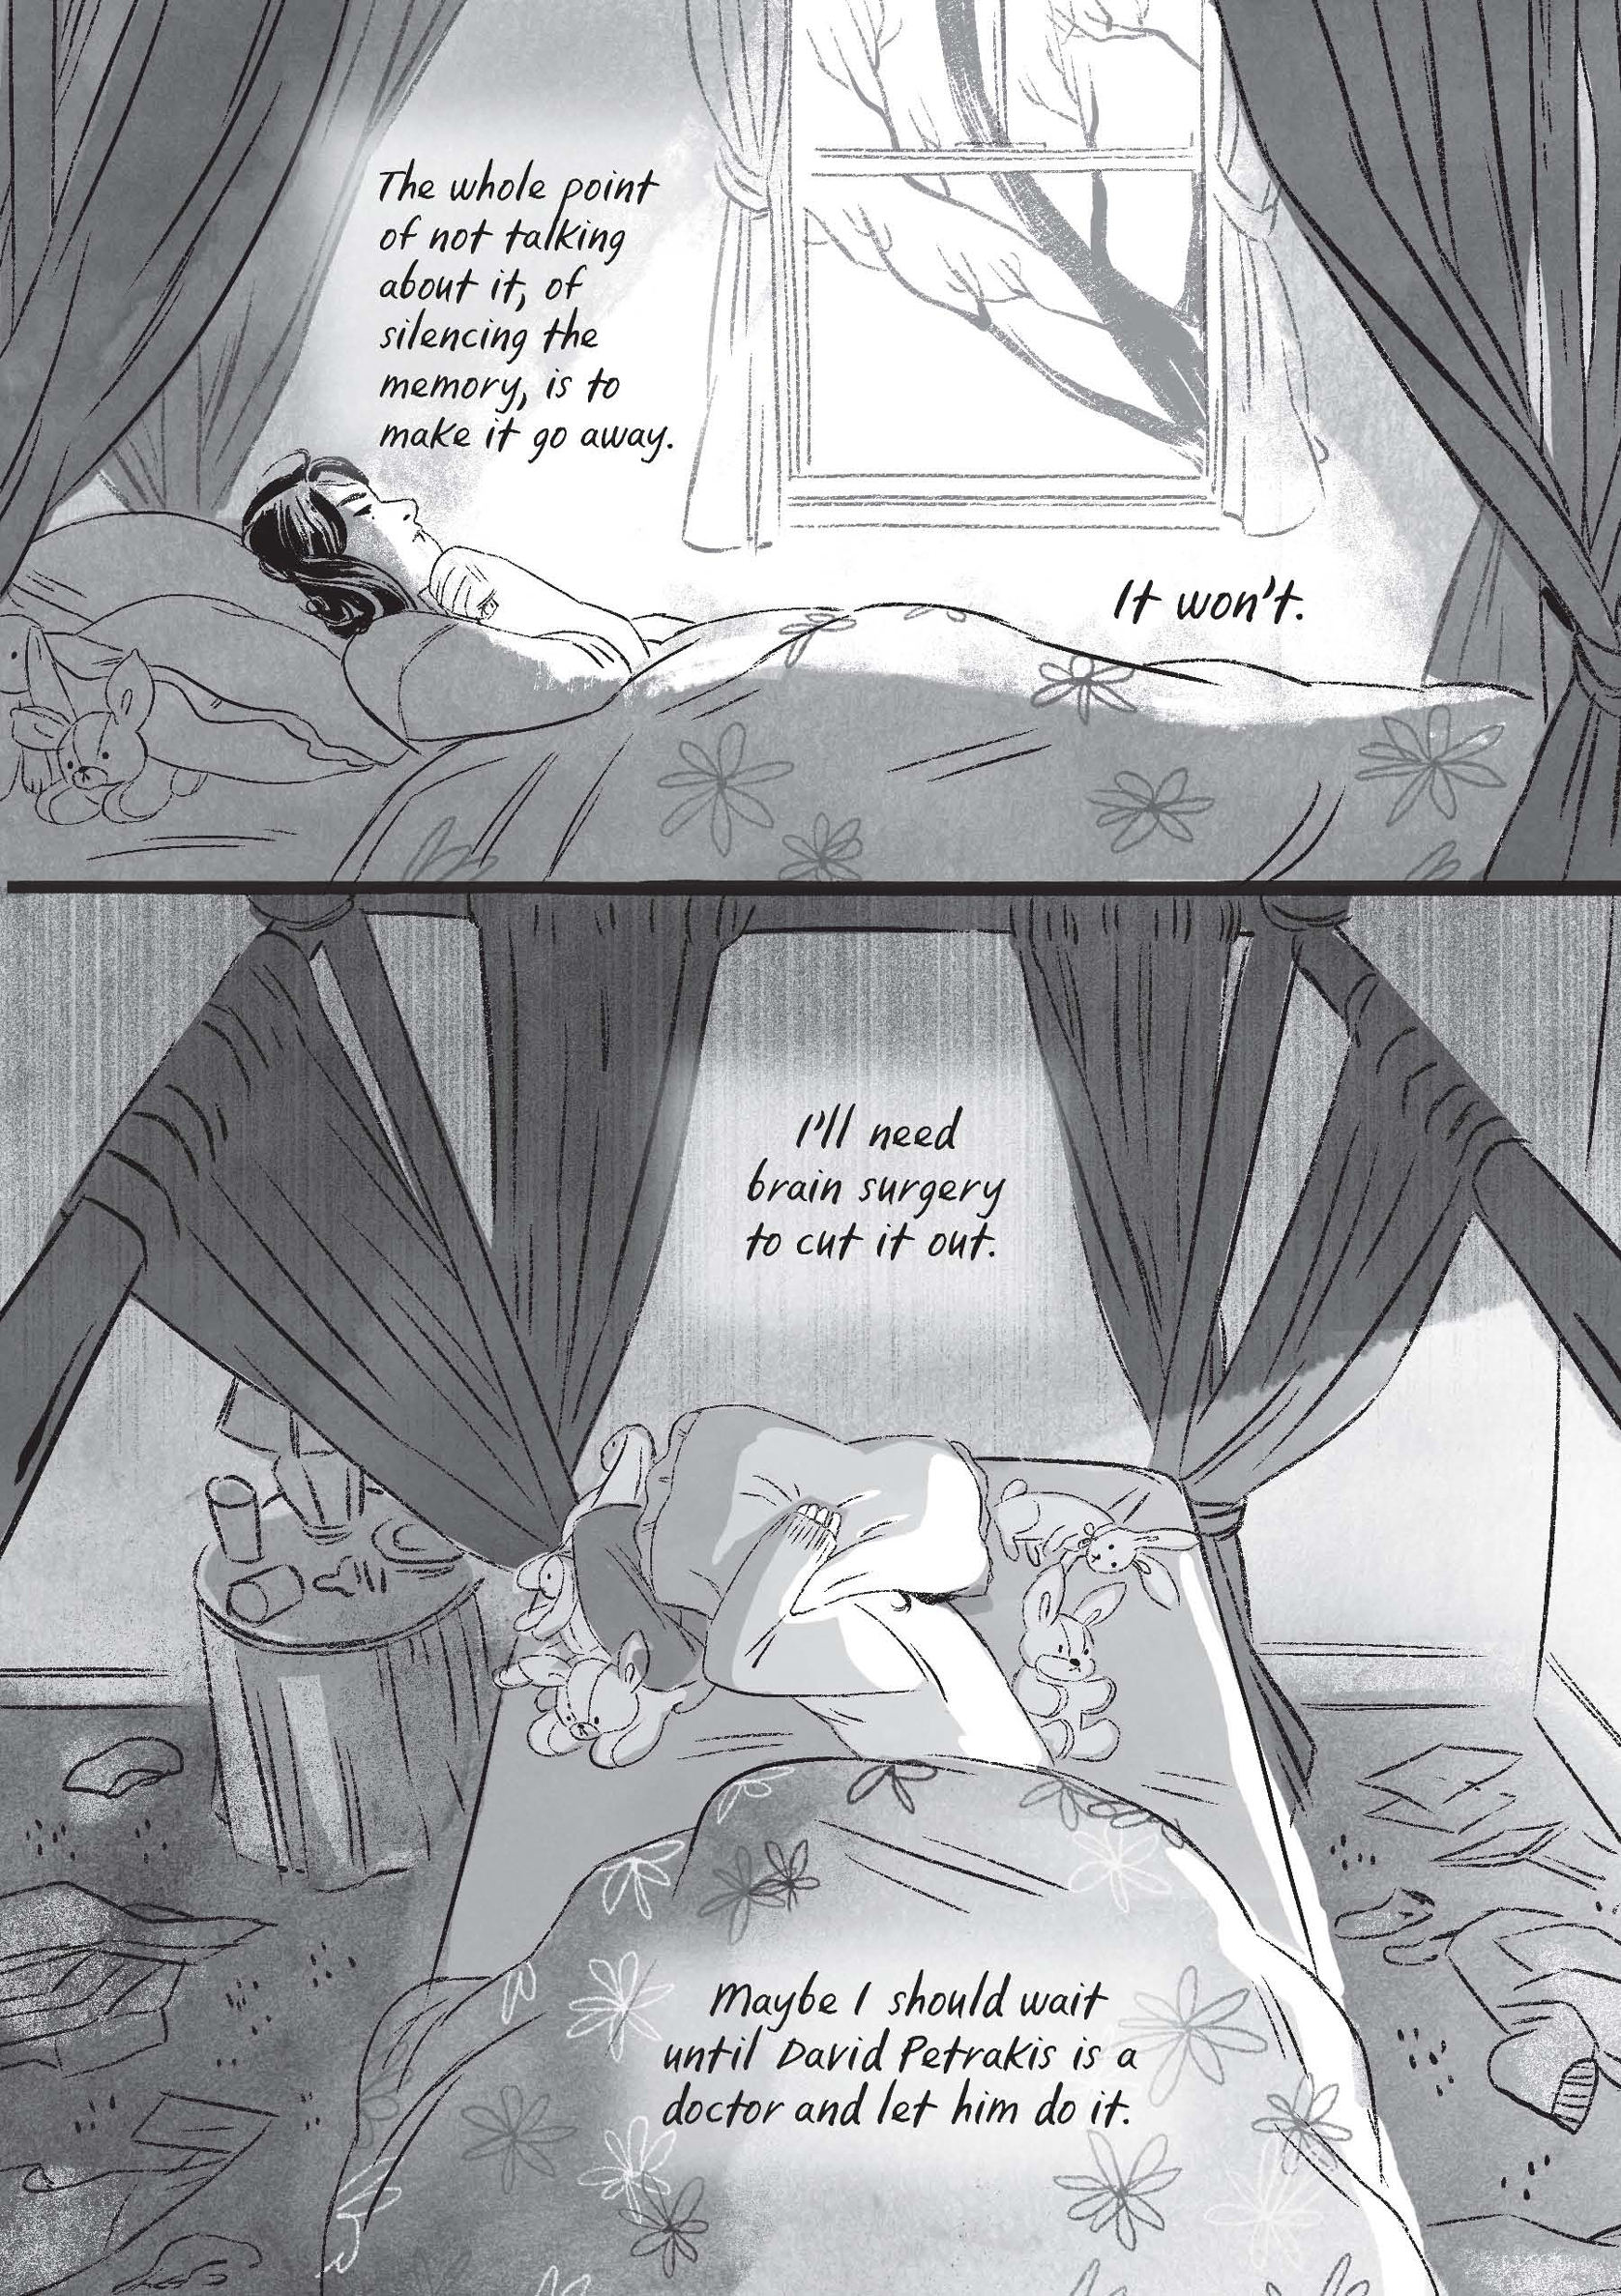 The whole point
of not talking
about it, of
silencing the
memory, is to
make it go away.
It won't.
I'll need
brain surgery
to cut it out.
Maybe I should wait
until David Petrakis is a
doctor and let him do it.